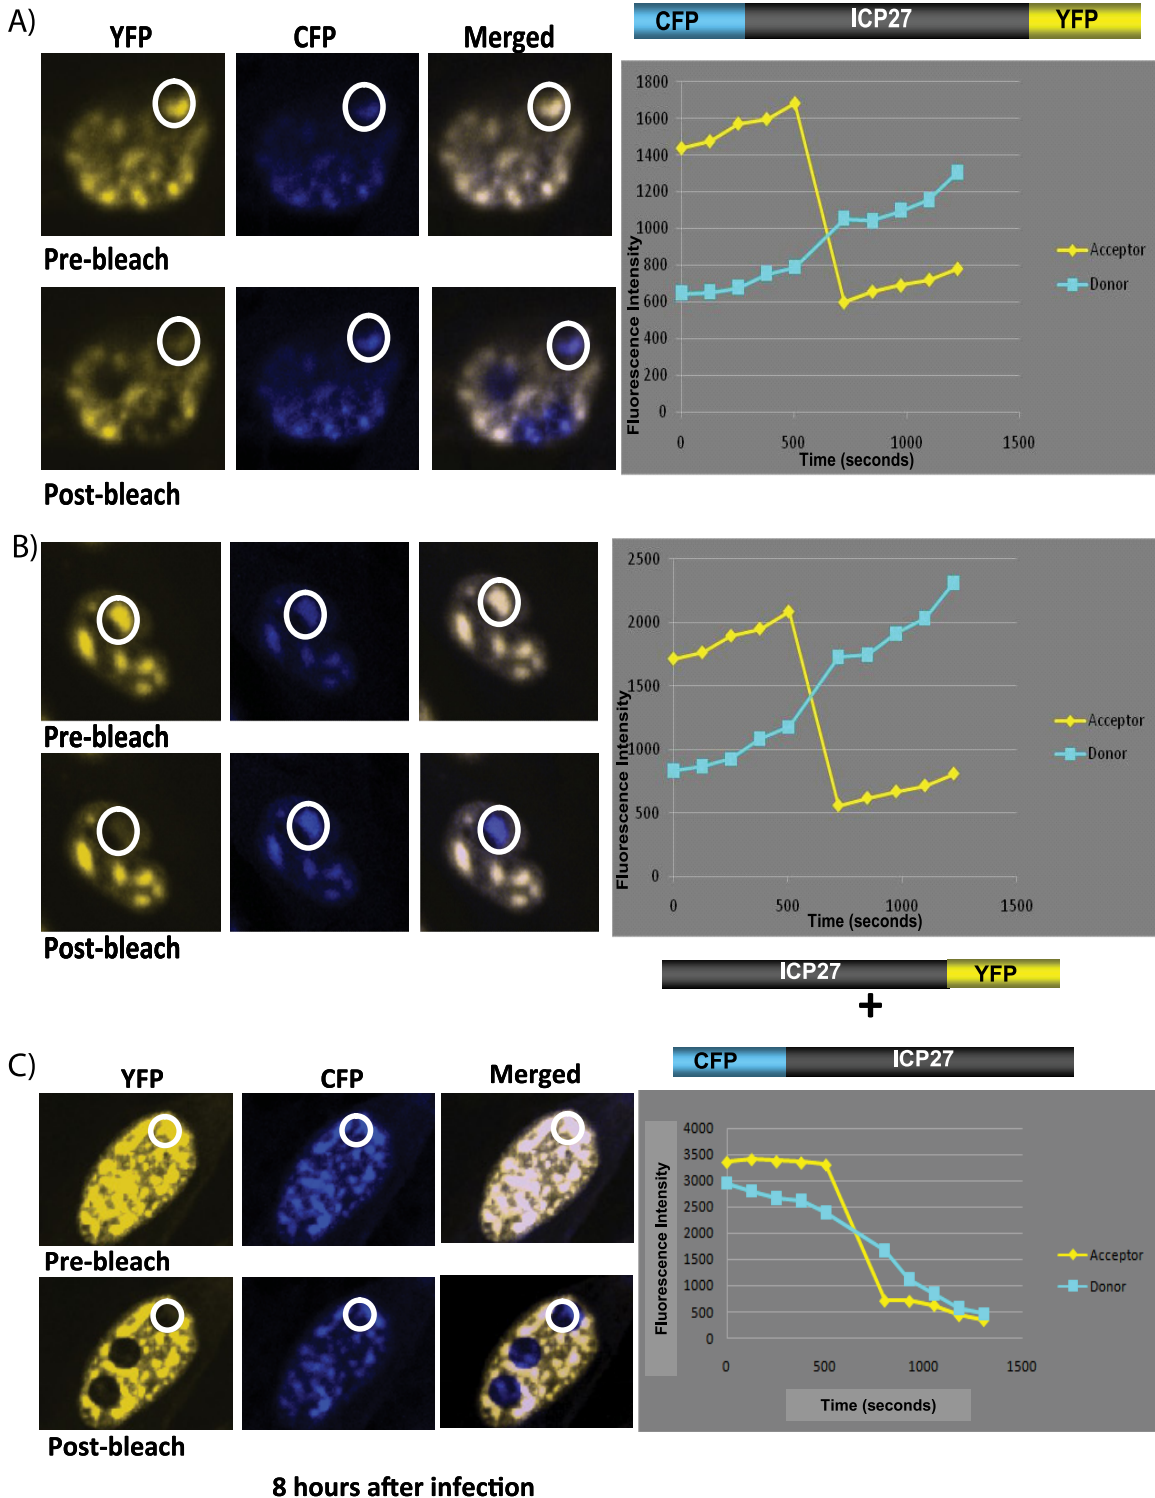 A)
YFP CFP Merged
CFP ICP27 YFP
Pre-bleach
Post-bleach
1800
1600
1400
1200
1000
800
600
400
200
0
0 500 1000 1500
Fluorescence Intensity
Time (seconds)
Acceptor
Donor
B)
Pre-bleach
Post-bleach
2500
2000
1500
1000
500
0
0 500 1000 1500
Fluorescence Intensity
Time (seconds)
Acceptor
Donor
ICP27 YFP
+
CFP ICP27
C)
YFP CFP Merged
Pre-bleach
Post-bleach
4000
3500
3000
2500
2000
1500
1000
500
0
0 500 1000 1500
Fluorescence Intensity
Time (seconds)
Acceptor
Donor
8 hours after infection